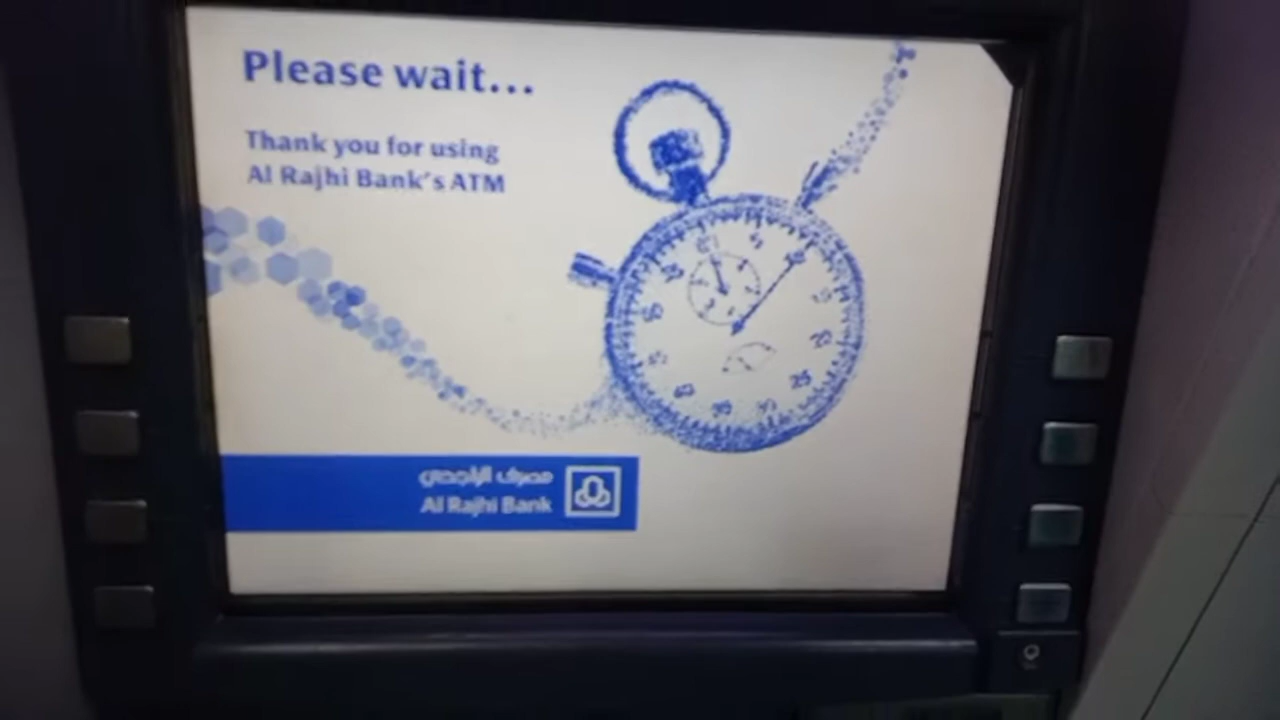 Please wait...
Thank you for using
Al Rajhi Bank's ATM
مصرف الراجحي
Al Rajhi Bank